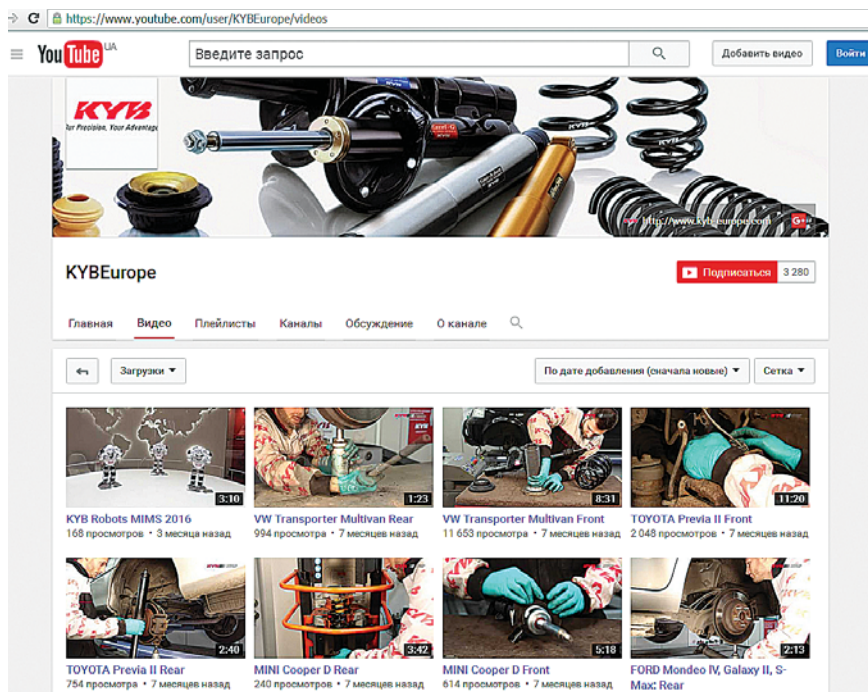 https://www.youtube.com/user/KYBEurope/videos
YouTube UA
Введите запрос
Добавить видео
Войти
KYB
Our Precision, Your Advantage
KYB
http://www.kyb-europe.com
G+
KYBEurope
Подписаться 3 280
Главная Видео Плейлисты Каналы Обсуждение О канале
Загрузки
По дате добавления (сначала новые)
Сетка
3:10 1:23 8:31 11:20
KYB Robots MIMS 2016
168 просмотров • 3 месяца назад
VW Transporter Multivan Rear
994 просмотра • 7 месяцев назад
VW Transporter Multivan Front
11 653 просмотра • 7 месяцев назад
TOYOTA Previa II Front
2 048 просмотров • 7 месяцев назад
2:40 3:42 5:18 2:13
TOYOTA Previa II Rear
754 просмотра • 7 месяцев назад
MINI Cooper D Rear
240 просмотров • 7 месяцев назад
MINI Cooper D Front
614 просмотра • 7 месяцев назад
FORD Mondeo IV, Galaxy II, S-
Max: Rear